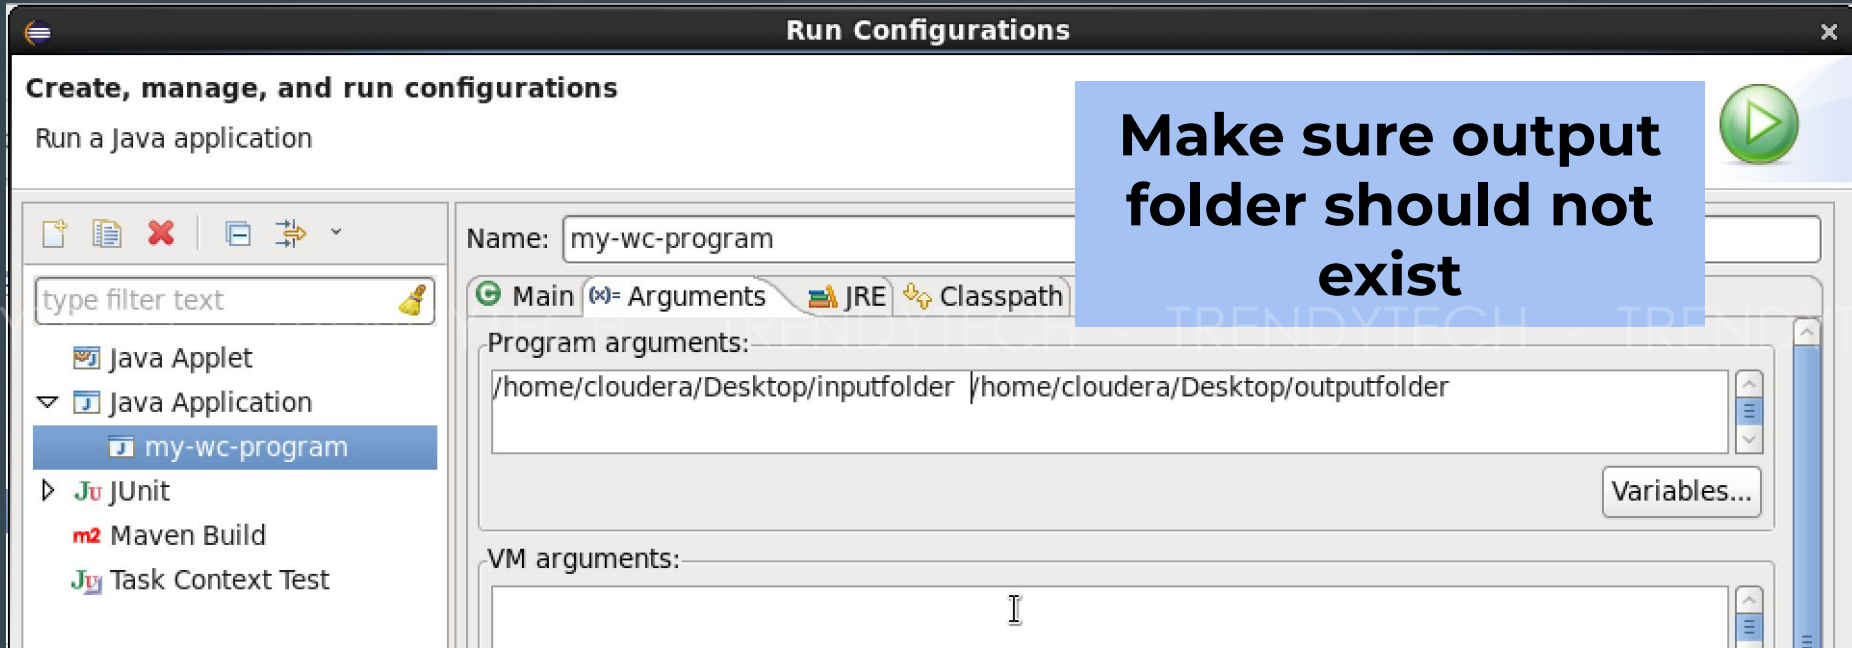 Run Configurations
Create, manage, and run configurations
Run a Java application
Make sure output
folder should not
exist
type filter text
Java Applet
Java Application
my-wc-program
JUnit
Maven Build
Task Context Test
Name: my-wc-program
Main (x)= Arguments JRE Classpath
TRENDYTECH - TRENDYTECH - TREND
Program arguments:
/home/cloudera/Desktop/inputfolder /home/cloudera/Desktop/outputfolder
Variables...
VM arguments: